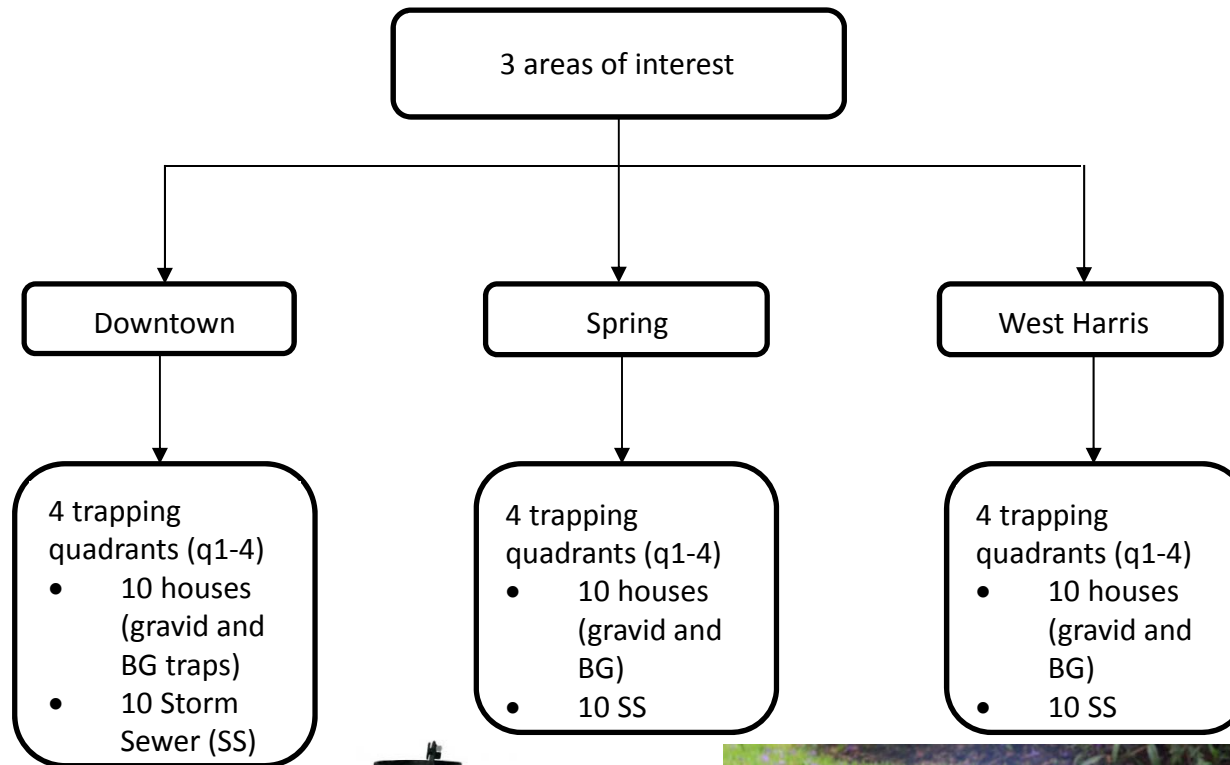 3 areas of interest
Downtown
Spring
West Harris
4 trapping
quadrants (q1-4)
• 10 houses
(gravid and
BG traps)
• 10 Storm
Sewer (SS)
4 trapping
quadrants (q1-4)
• 10 houses
(gravid and
BG)
• 10 SS
4 trapping
quadrants (q1-4)
• 10 houses
(gravid and
BG)
• 10 SS